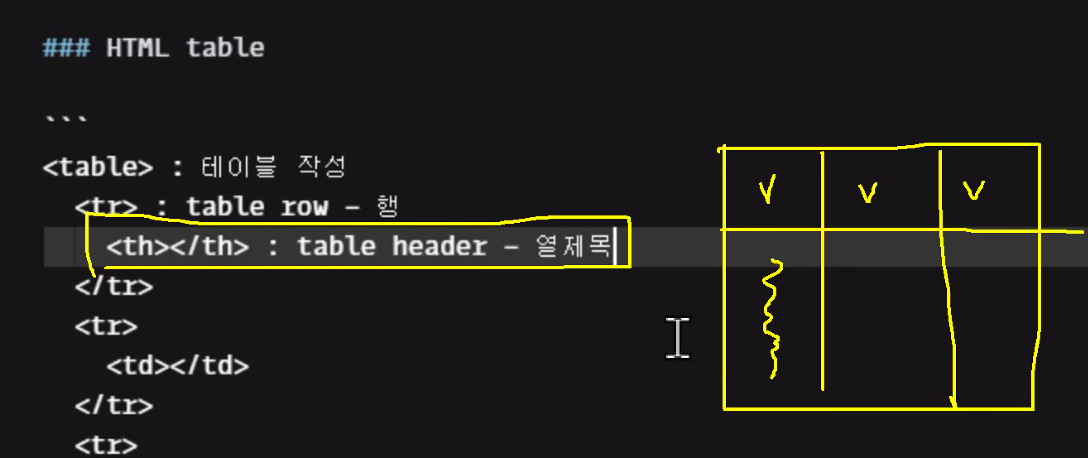 ### HTML table
```
<table> : 테이블 작성
<tr> : table row – 행
<th></th> : table header – 열제목
</tr>
<tr>
<td></td>
</tr>
<tr>